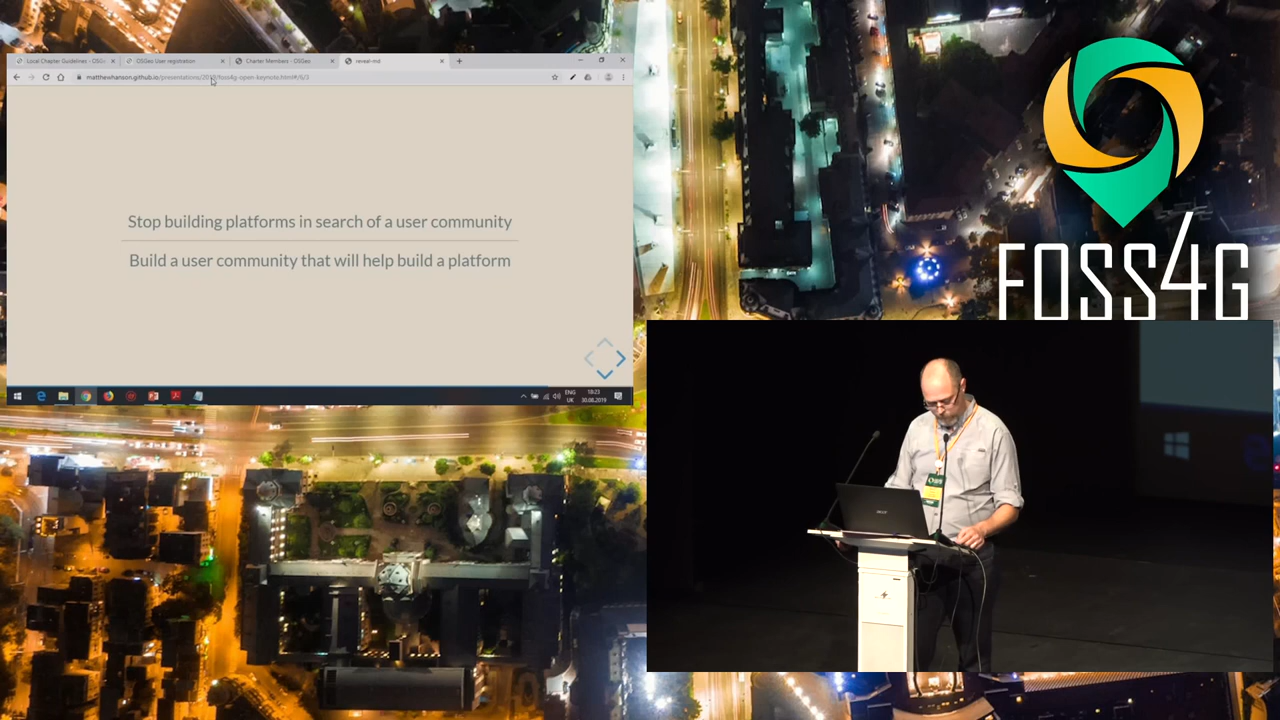 Local Chapter Guidelines - OSGe
OSGeo User registration
Charter Members - OSGeo
reveal-md
matthewhanson.github.io/presentations/2019/foss4g-open-keynote.html#/6/3
Stop building platforms in search of a user community
Build a user community that will help build a platform
ENG
UK
18:23
30.08.2019
FOSS4G
acer